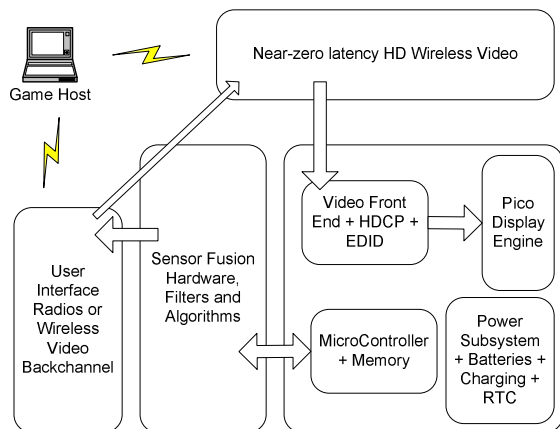 Near-zero latency HD Wireless Video
Game Host
Video Front
End + HDCP +
EDID
Pico
Display
Engine
User
Interface
Radios or
Wireless
Video
Backchannel
Sensor Fusion
Hardware,
Filters and
Algorithms
MicroController
+ Memory
Power
Subsystem
+ Batteries +
Charging +
RTC